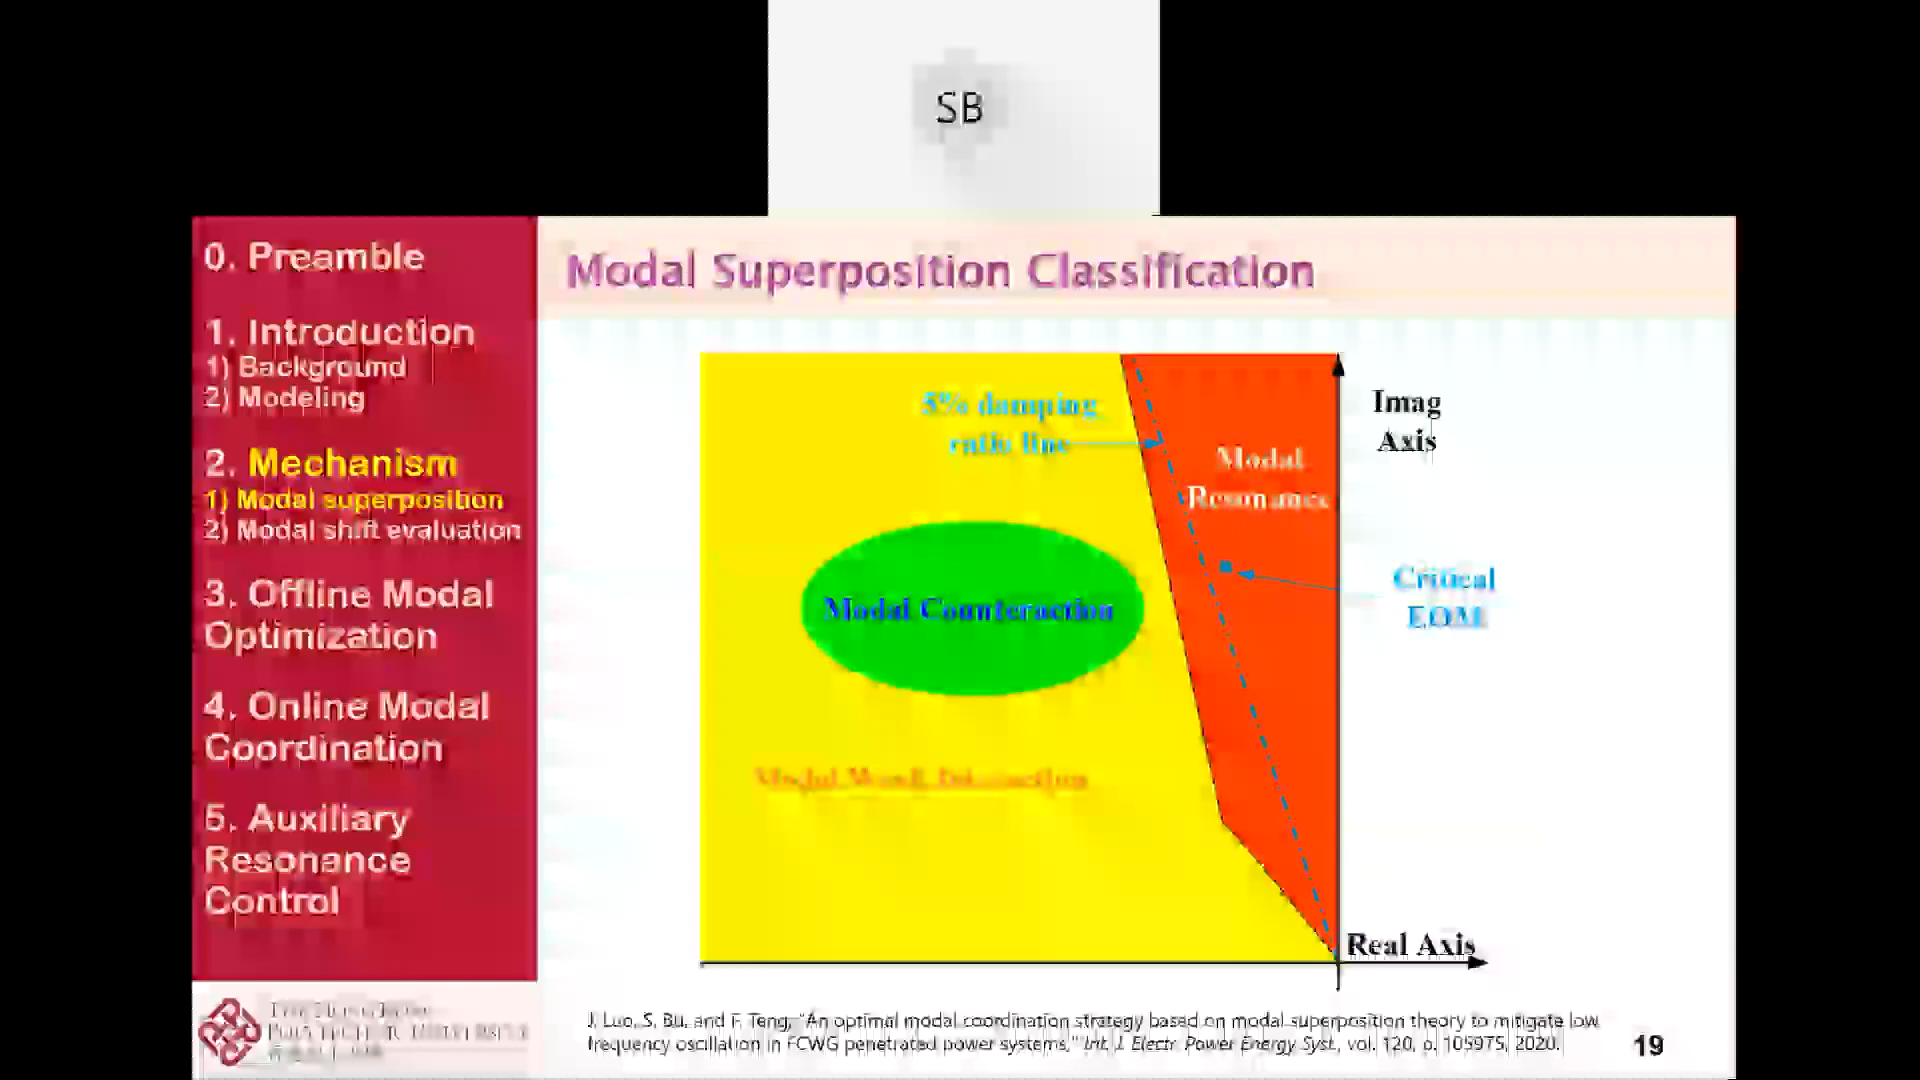 SB
0. Preamble
1. Introduction
1) Background
2) Modeling
2. Mechanism
1) Modal superposition
2) Modal shift evaluation
3. Offline Modal
Optimization
4. Online Modal
Coordination
5. Auxiliary
Resonance
Control
Modal Superposition Classification
5% damping
ratio line
Modal
Resonance
Imag
Axis
Critical
EOM
Modal Counteraction
Modal Weak Interaction
Real Axis
J. Luo, S. Bu, and F. Teng, "An optimal modal coordination strategy based on modal superposition theory to mitigate low
frequency oscillation in FCWG penetrated power systems," Int. J. Electr. Power Energy Syst., vol. 120, p. 105975, 2020.
19